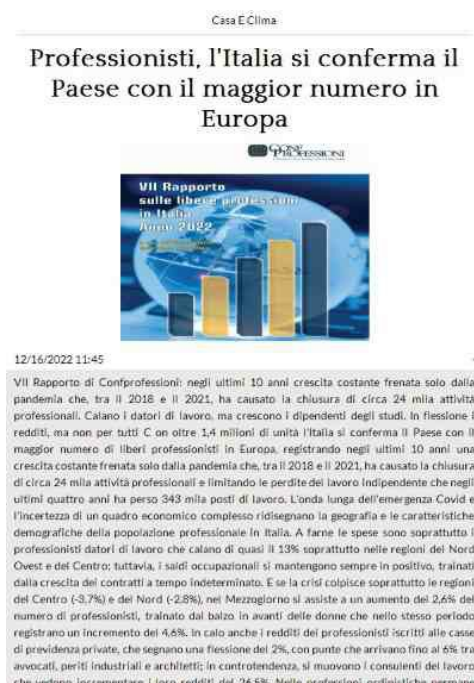 Casa E Clima
Professionisti, l'Italia si conferma il
Paese con il maggior numero in
Europa
CONF
PROFESSIONI
VII Rapporto
sulle libere professioni
in Italia
Anno 2022
12/16/2022 11:45
VII Rapporto di Confprofessioni: negli ultimi 10 anni crescita costante frenata solo dalla
pandemia che, tra il 2018 e il 2021, ha causato la chiusura di circa 24 mila attività
professionali. Calano i datori di lavoro, ma crescono i dipendenti degli studi. In flessione i
redditi, ma non per tutti C on oltre 1,4 milioni di unità l'Italia si conferma il Paese con il
maggior numero di liberi professionisti in Europa, registrando negli ultimi 10 anni una
crescita costante frenata solo dalla pandemia che, tra il 2018 e il 2021, ha causato la chiusura
di circa 24 mila attività professionali e limitando le perdite del lavoro indipendente che negli
ultimi quattro anni ha perso 343 mila posti di lavoro. L'onda lunga dell'emergenza Covid e
l'incertezza di un quadro economico complesso ridisegnano la geografia e le caratteristiche
demografiche della popolazione professionale in Italia. A farne le spese sono soprattutto i
professionisti datori di lavoro che calano di quasi il 13% soprattutto nelle regioni del Nord
Ovest e del Centro; tuttavia, i saldi occupazionali si mantengono sempre in positivo, trainati
dalla crescita dei contratti a tempo indeterminato. E se la crisi colpisce soprattutto le regioni
del Centro (-3,7%) e del Nord (-2,8%), nel Mezzogiorno si assiste a un aumento del 2,6% del
numero di professionisti, trainato dal balzo in avanti delle donne che nello stesso periodo
registrano un incremento del 4,6%. In calo anche i redditi dei professionisti iscritti alle casse
di previdenza private, che segnano una flessione del 2%, con punte che arrivano fino al 6% tra
avvocati, periti industriali e architetti; in controtendenza, si muovono i consulenti del lavoro
che vedono incrementare i loro redditi del 26,5%. Nelle professioni ordinistiche permane